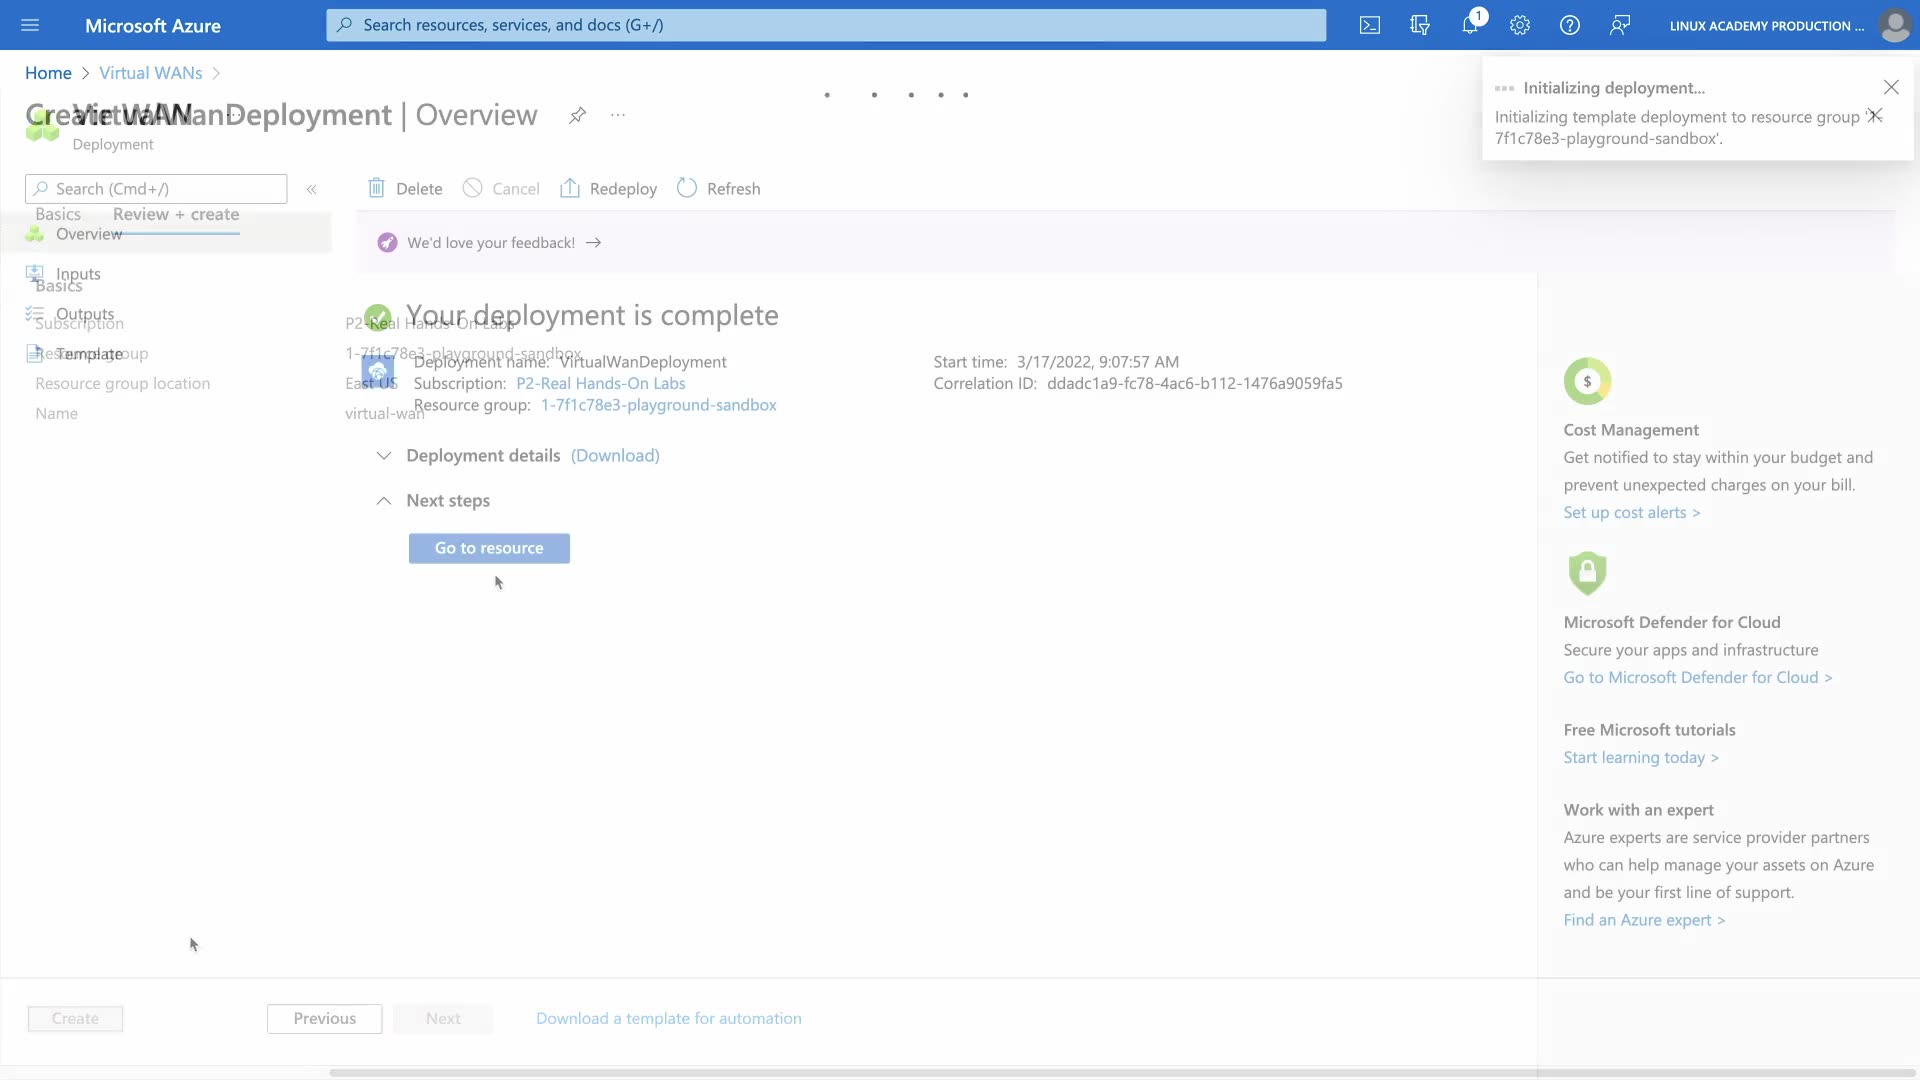 Microsoft Azure
Search resources, services, and docs (G+/)
1
LINUX ACADEMY PRODUCTION ...
Home > Virtual WANs >
Create WAN
VirtualWanDeployment | Overview
Deployment
Initializing deployment...
Initializing template deployment to resource group '1-
7f1c78e3-playground-sandbox'.
Search (Cmd+/)
Delete
Cancel
Redeploy
Refresh
Basics
Review + create
Overview
We'd love your feedback! →
Inputs
Basics
Outputs
Template
Subscription
P2-Real Hands-On Labs
Resource group
1-7f1c78e3-playground-sandbox
Resource group location
East US
Name
virtual-wan
Your deployment is complete
Deployment name: VirtualWanDeployment
Subscription: P2-Real Hands-On Labs
Resource group: 1-7f1c78e3-playground-sandbox
Start time: 3/17/2022, 9:07:57 AM
Correlation ID: ddadc1a9-fc78-4ac6-b112-1476a9059fa5
Deployment details (Download)
Next steps
Go to resource
Cost Management
Get notified to stay within your budget and
prevent unexpected charges on your bill.
Set up cost alerts >
Microsoft Defender for Cloud
Secure your apps and infrastructure
Go to Microsoft Defender for Cloud >
Free Microsoft tutorials
Start learning today >
Work with an expert
Azure experts are service provider partners
who can help manage your assets on Azure
and be your first line of support.
Find an Azure expert >
Create
Previous
Next
Download a template for automation